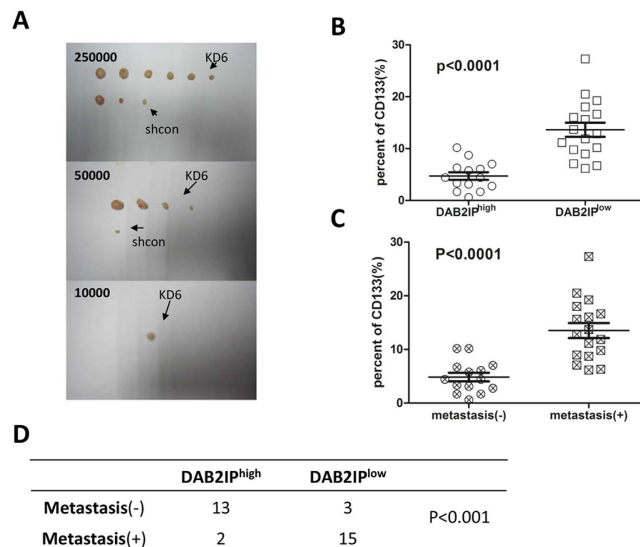 A
250000
KD6
shcon
50000
KD6
shcon
10000
KD6
B
percent of CD133(%)
30
20
10
0
p<0.0001
DAB2IP^high
DAB2IP^low
C
percent of CD133(%)
30
20
10
0
P<0.0001
metastasis(-)
metastasis(+)
D
DAB2IP^high DAB2IP^low
Metastasis(-) 13 3
P<0.001
Metastasis(+) 2 15